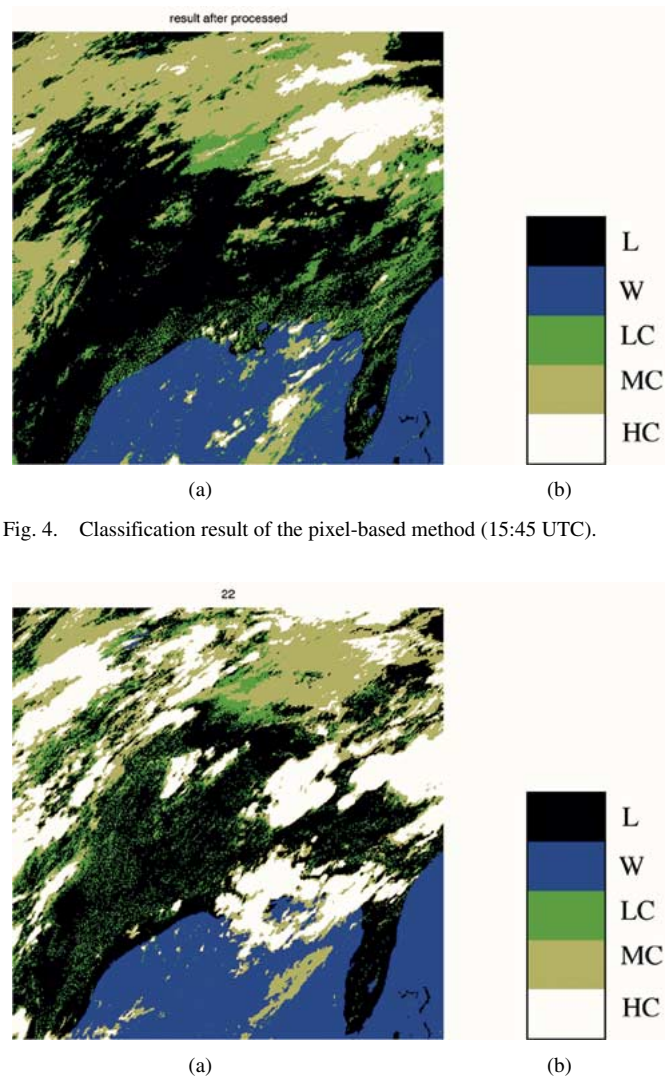 result after processed
L
W
LC
MC
HC
(a)
(b)
Fig. 4. Classification result of the pixel-based method (15:45 UTC).
22
L
W
LC
MC
HC
(a)
(b)